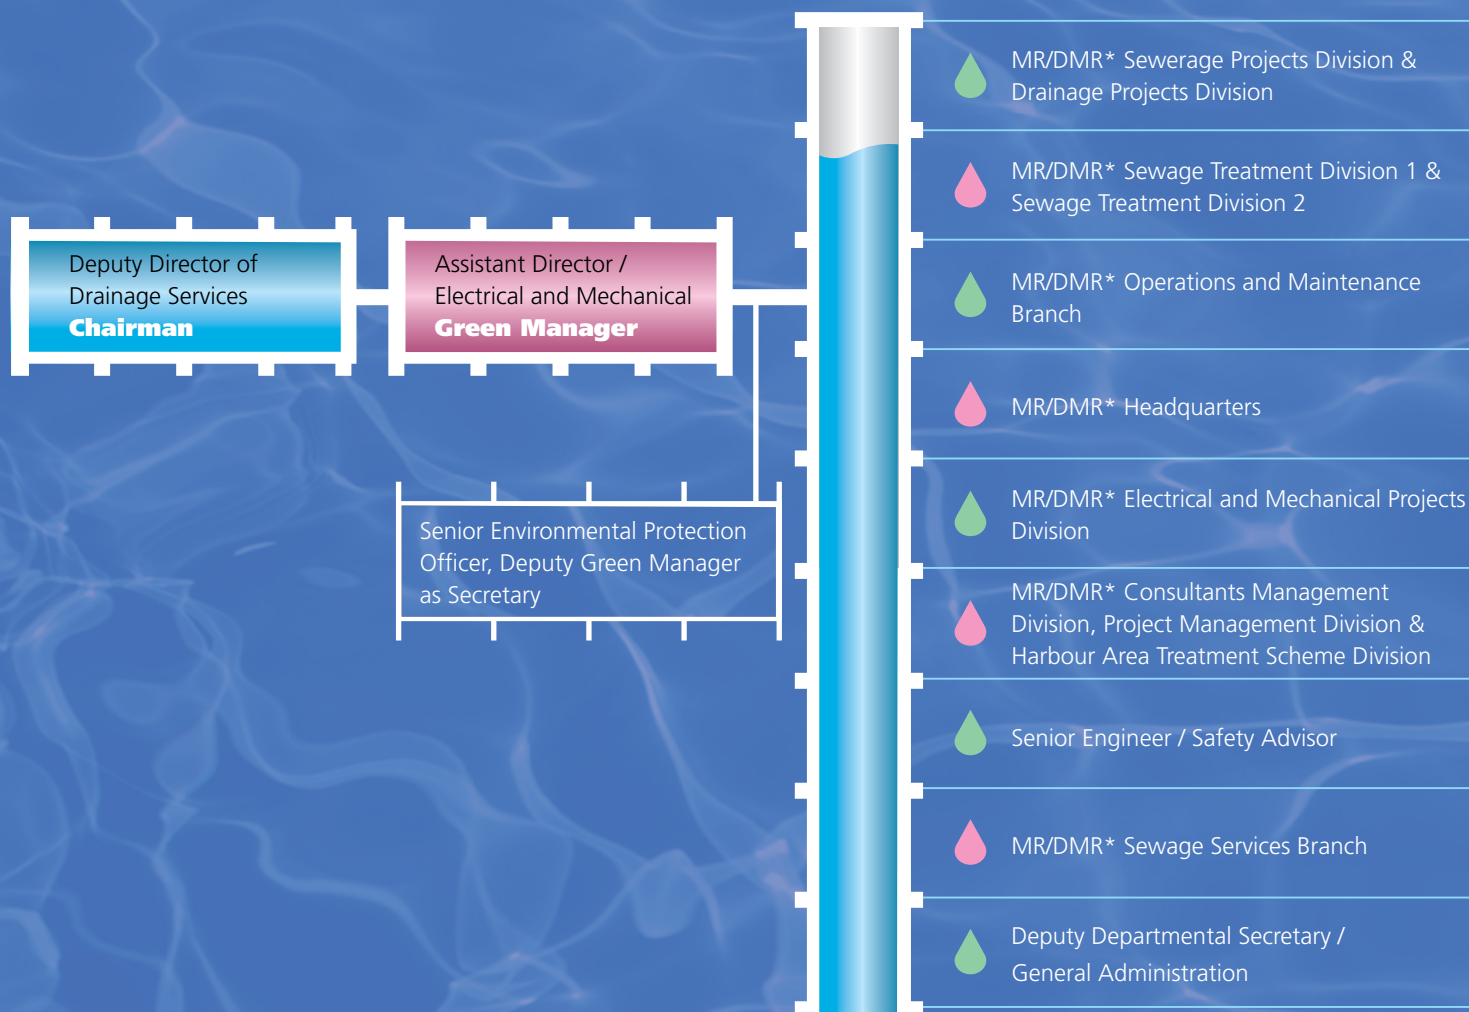 Deputy Director of
Drainage Services
Chairman
Assistant Director /
Electrical and Mechanical
Green Manager
Senior Environmental Protection
Officer, Deputy Green Manager
as Secretary
MR/DMR* Sewerage Projects Division &
Drainage Projects Division
MR/DMR* Sewage Treatment Division 1 &
Sewage Treatment Division 2
MR/DMR* Operations and Maintenance
Branch
MR/DMR* Headquarters
MR/DMR* Electrical and Mechanical Projects
Division
MR/DMR* Consultants Management
Division, Project Management Division &
Harbour Area Treatment Scheme Division
Senior Engineer / Safety Advisor
MR/DMR* Sewage Services Branch
Deputy Departmental Secretary /
General Administration